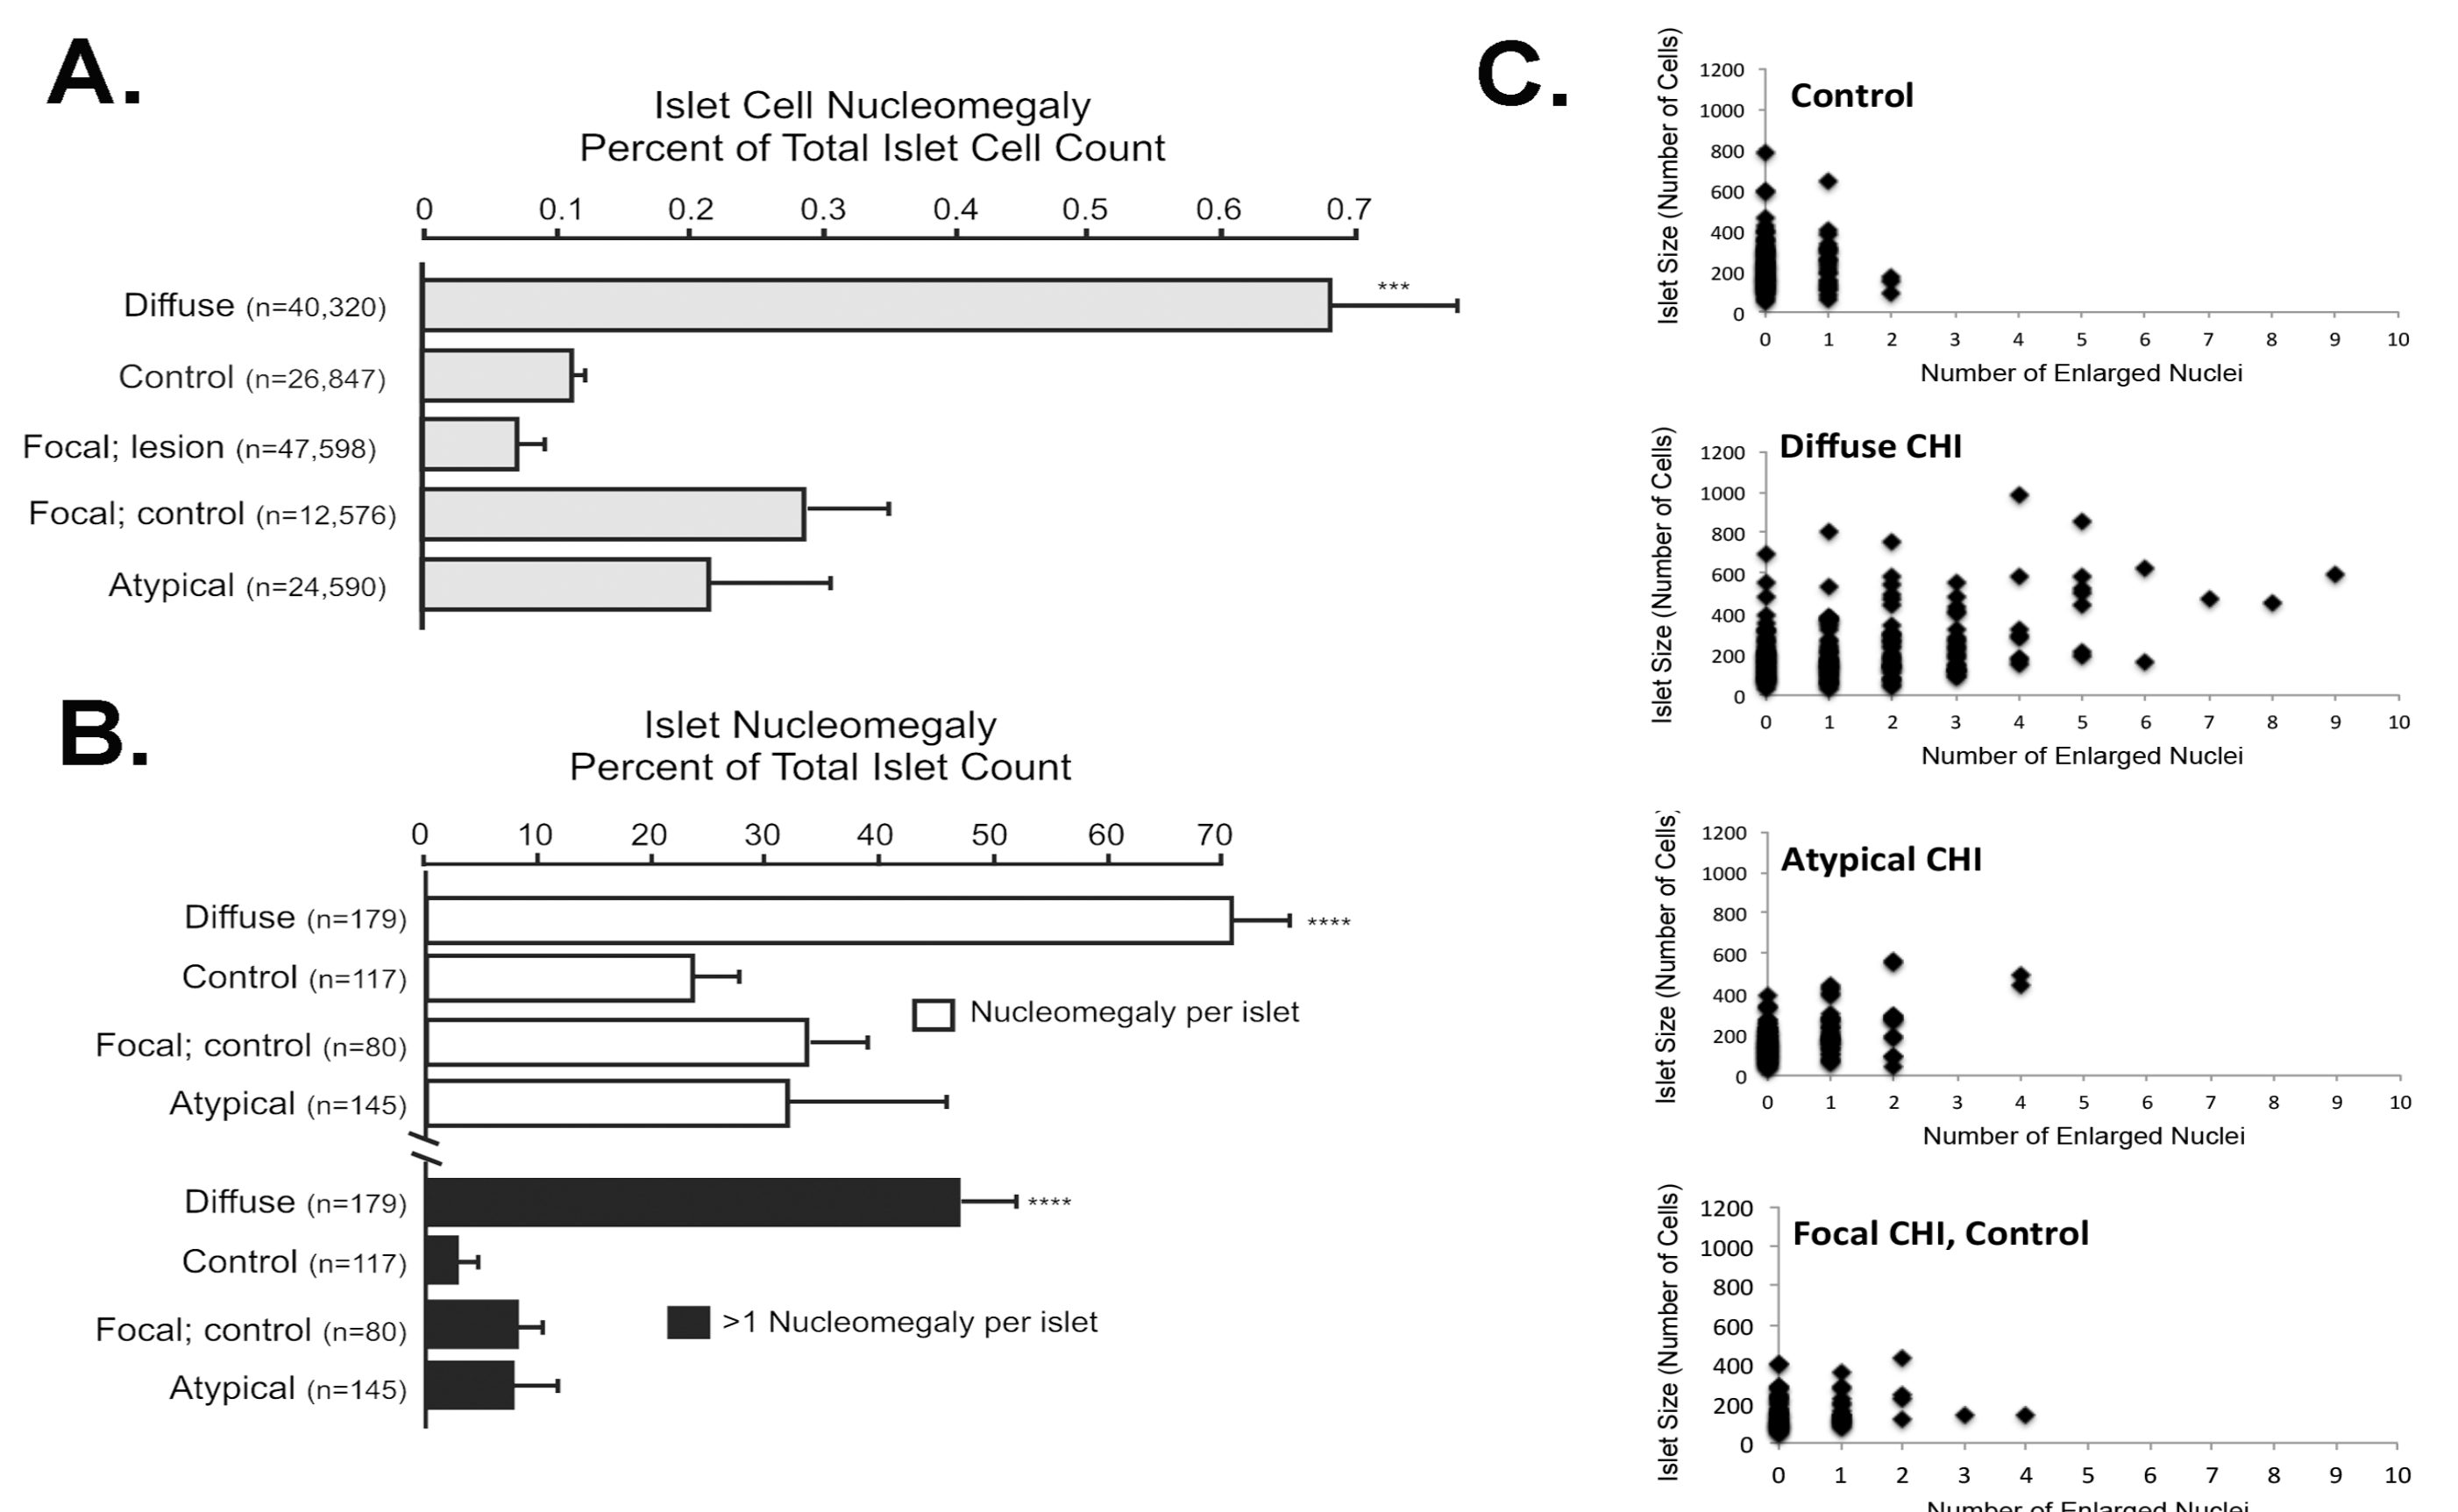 A.
Islet Cell Nucleomegaly
Percent of Total Islet Cell Count
0 0.1 0.2 0.3 0.4 0.5 0.6 0.7
Diffuse (n=40,320)
***
Control (n=26,847)
Focal; lesion (n=47,598)
Focal; control (n=12,576)
Atypical (n=24,590)
B.
Islet Nucleomegaly
Percent of Total Islet Count
0 10 20 30 40 50 60 70
Diffuse (n=179)
****
Control (n=117)
Focal; control (n=80)
Atypical (n=145)
Nucleomegaly per islet
Diffuse (n=179)
****
Control (n=117)
Focal; control (n=80)
Atypical (n=145)
>1 Nucleomegaly per islet
C.
Control
Islet Size (Number of Cells)
1200
1000
800
600
400
200
0
0 1 2 3 4 5 6 7 8 9 10
Number of Enlarged Nuclei
Diffuse CHI
Islet Size (Number of Cells)
1200
1000
800
600
400
200
0
0 1 2 3 4 5 6 7 8 9 10
Number of Enlarged Nuclei
Atypical CHI
Islet Size (Number of Cells)
1200
1000
800
600
400
200
0
0 1 2 3 4 5 6 7 8 9 10
Number of Enlarged Nuclei
Focal CHI, Control
Islet Size (Number of Cells)
1200
1000
800
600
400
200
0
0 1 2 3 4 5 6 7 8 9 10
Number of Enlarged Nuclei